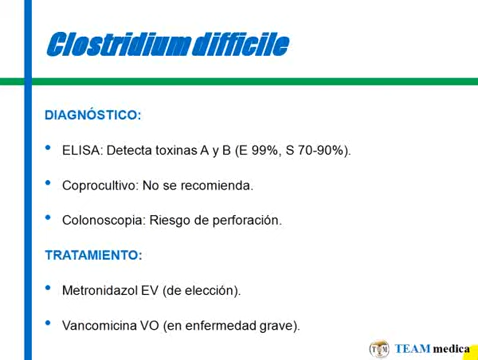 Clostridium difficile
DIAGNÓSTICO:
• ELISA: Detecta toxinas A y B (E 99%, S 70-90%).
• Coprocultivo: No se recomienda.
• Colonoscopia: Riesgo de perforación.
TRATAMIENTO:
• Metronidazol EV (de elección).
• Vancomicina VO (en enfermedad grave).
TEAM medica